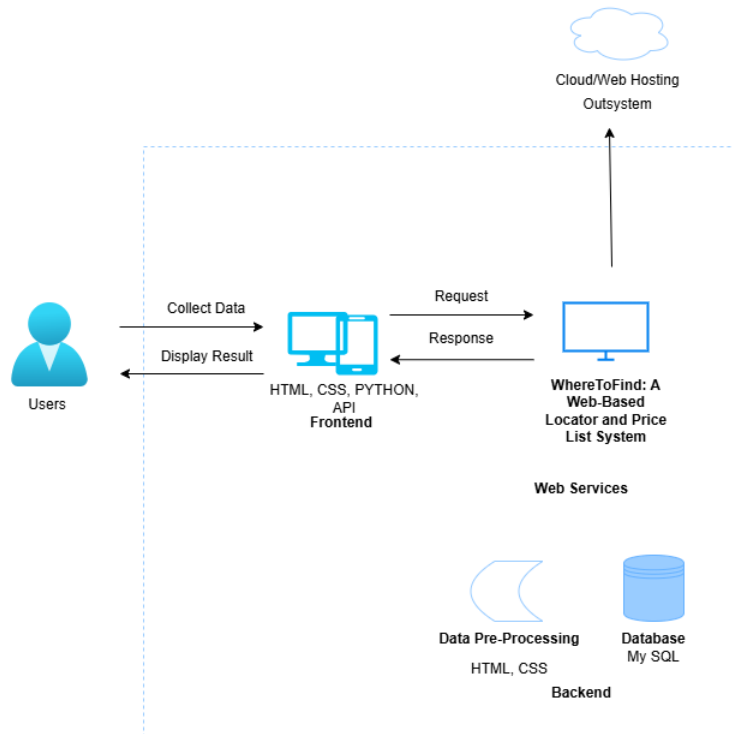 Cloud/Web Hosting
Outsystem
Collect Data
Display Result
Request
Response
Users
HTML, CSS, PYTHON,
API
Frontend
WhereToFind: A
Web-Based
Locator and Price
List System
Web Services
Data Pre-Processing
HTML, CSS
Database
My SQL
Backend